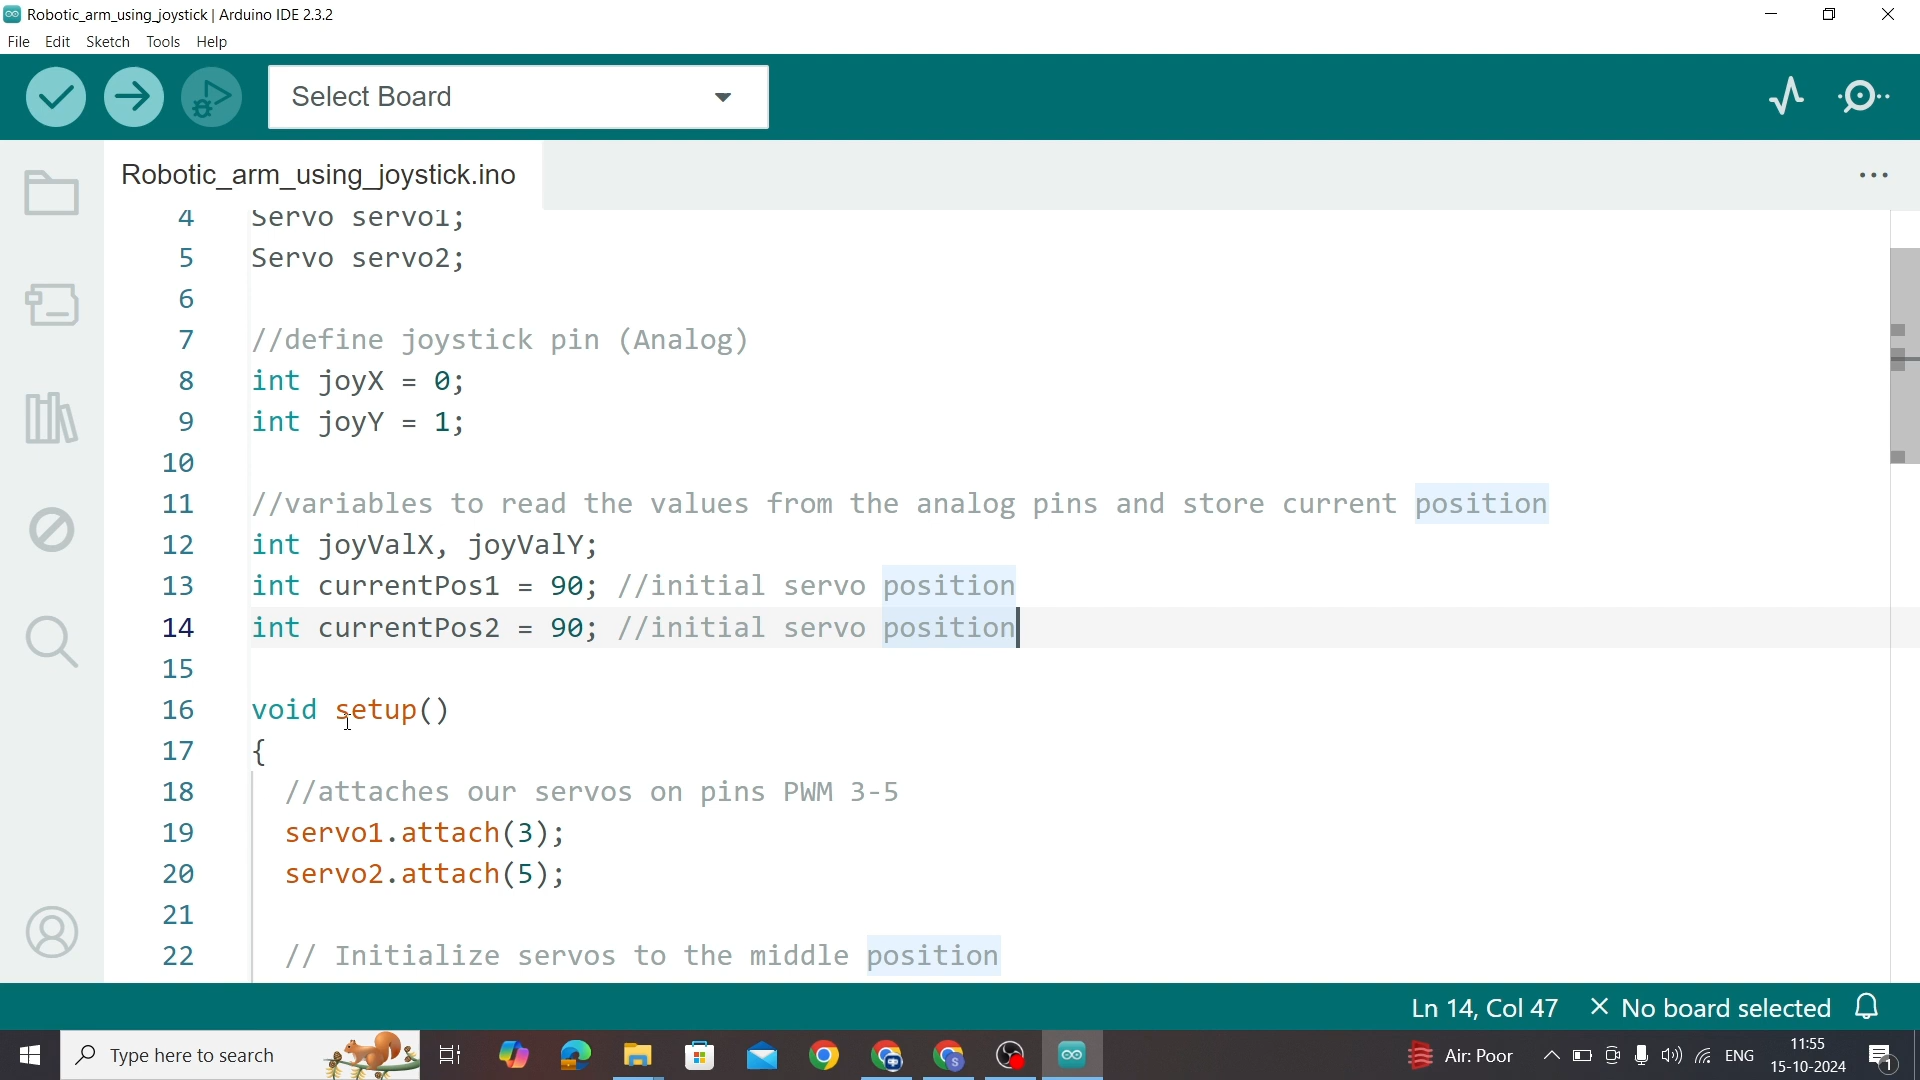 Robotic_arm_using_joystick | Arduino IDE 2.3.2
File Edit Sketch Tools Help
Select Board
Robotic_arm_using_joystick.ino
4 Servo servo1;
5 Servo servo2;
6
7 //define joystick pin (Analog)
8 int joyX = 0;
9 int joyY = 1;
10
11 //variables to read the values from the analog pins and store current position
12 int joyValX, joyValY;
13 int currentPos1 = 90; //initial servo position
14 int currentPos2 = 90; //initial servo position
15
16 void setup()
17 {
18 //attaches our servos on pins PWM 3-5
19 servo1.attach(3);
20 servo2.attach(5);
21
22 // Initialize servos to the middle position
Ln 14, Col 47 × No board selected
Type here to search
Air: Poor
ENG
11:55
15-10-2024
1